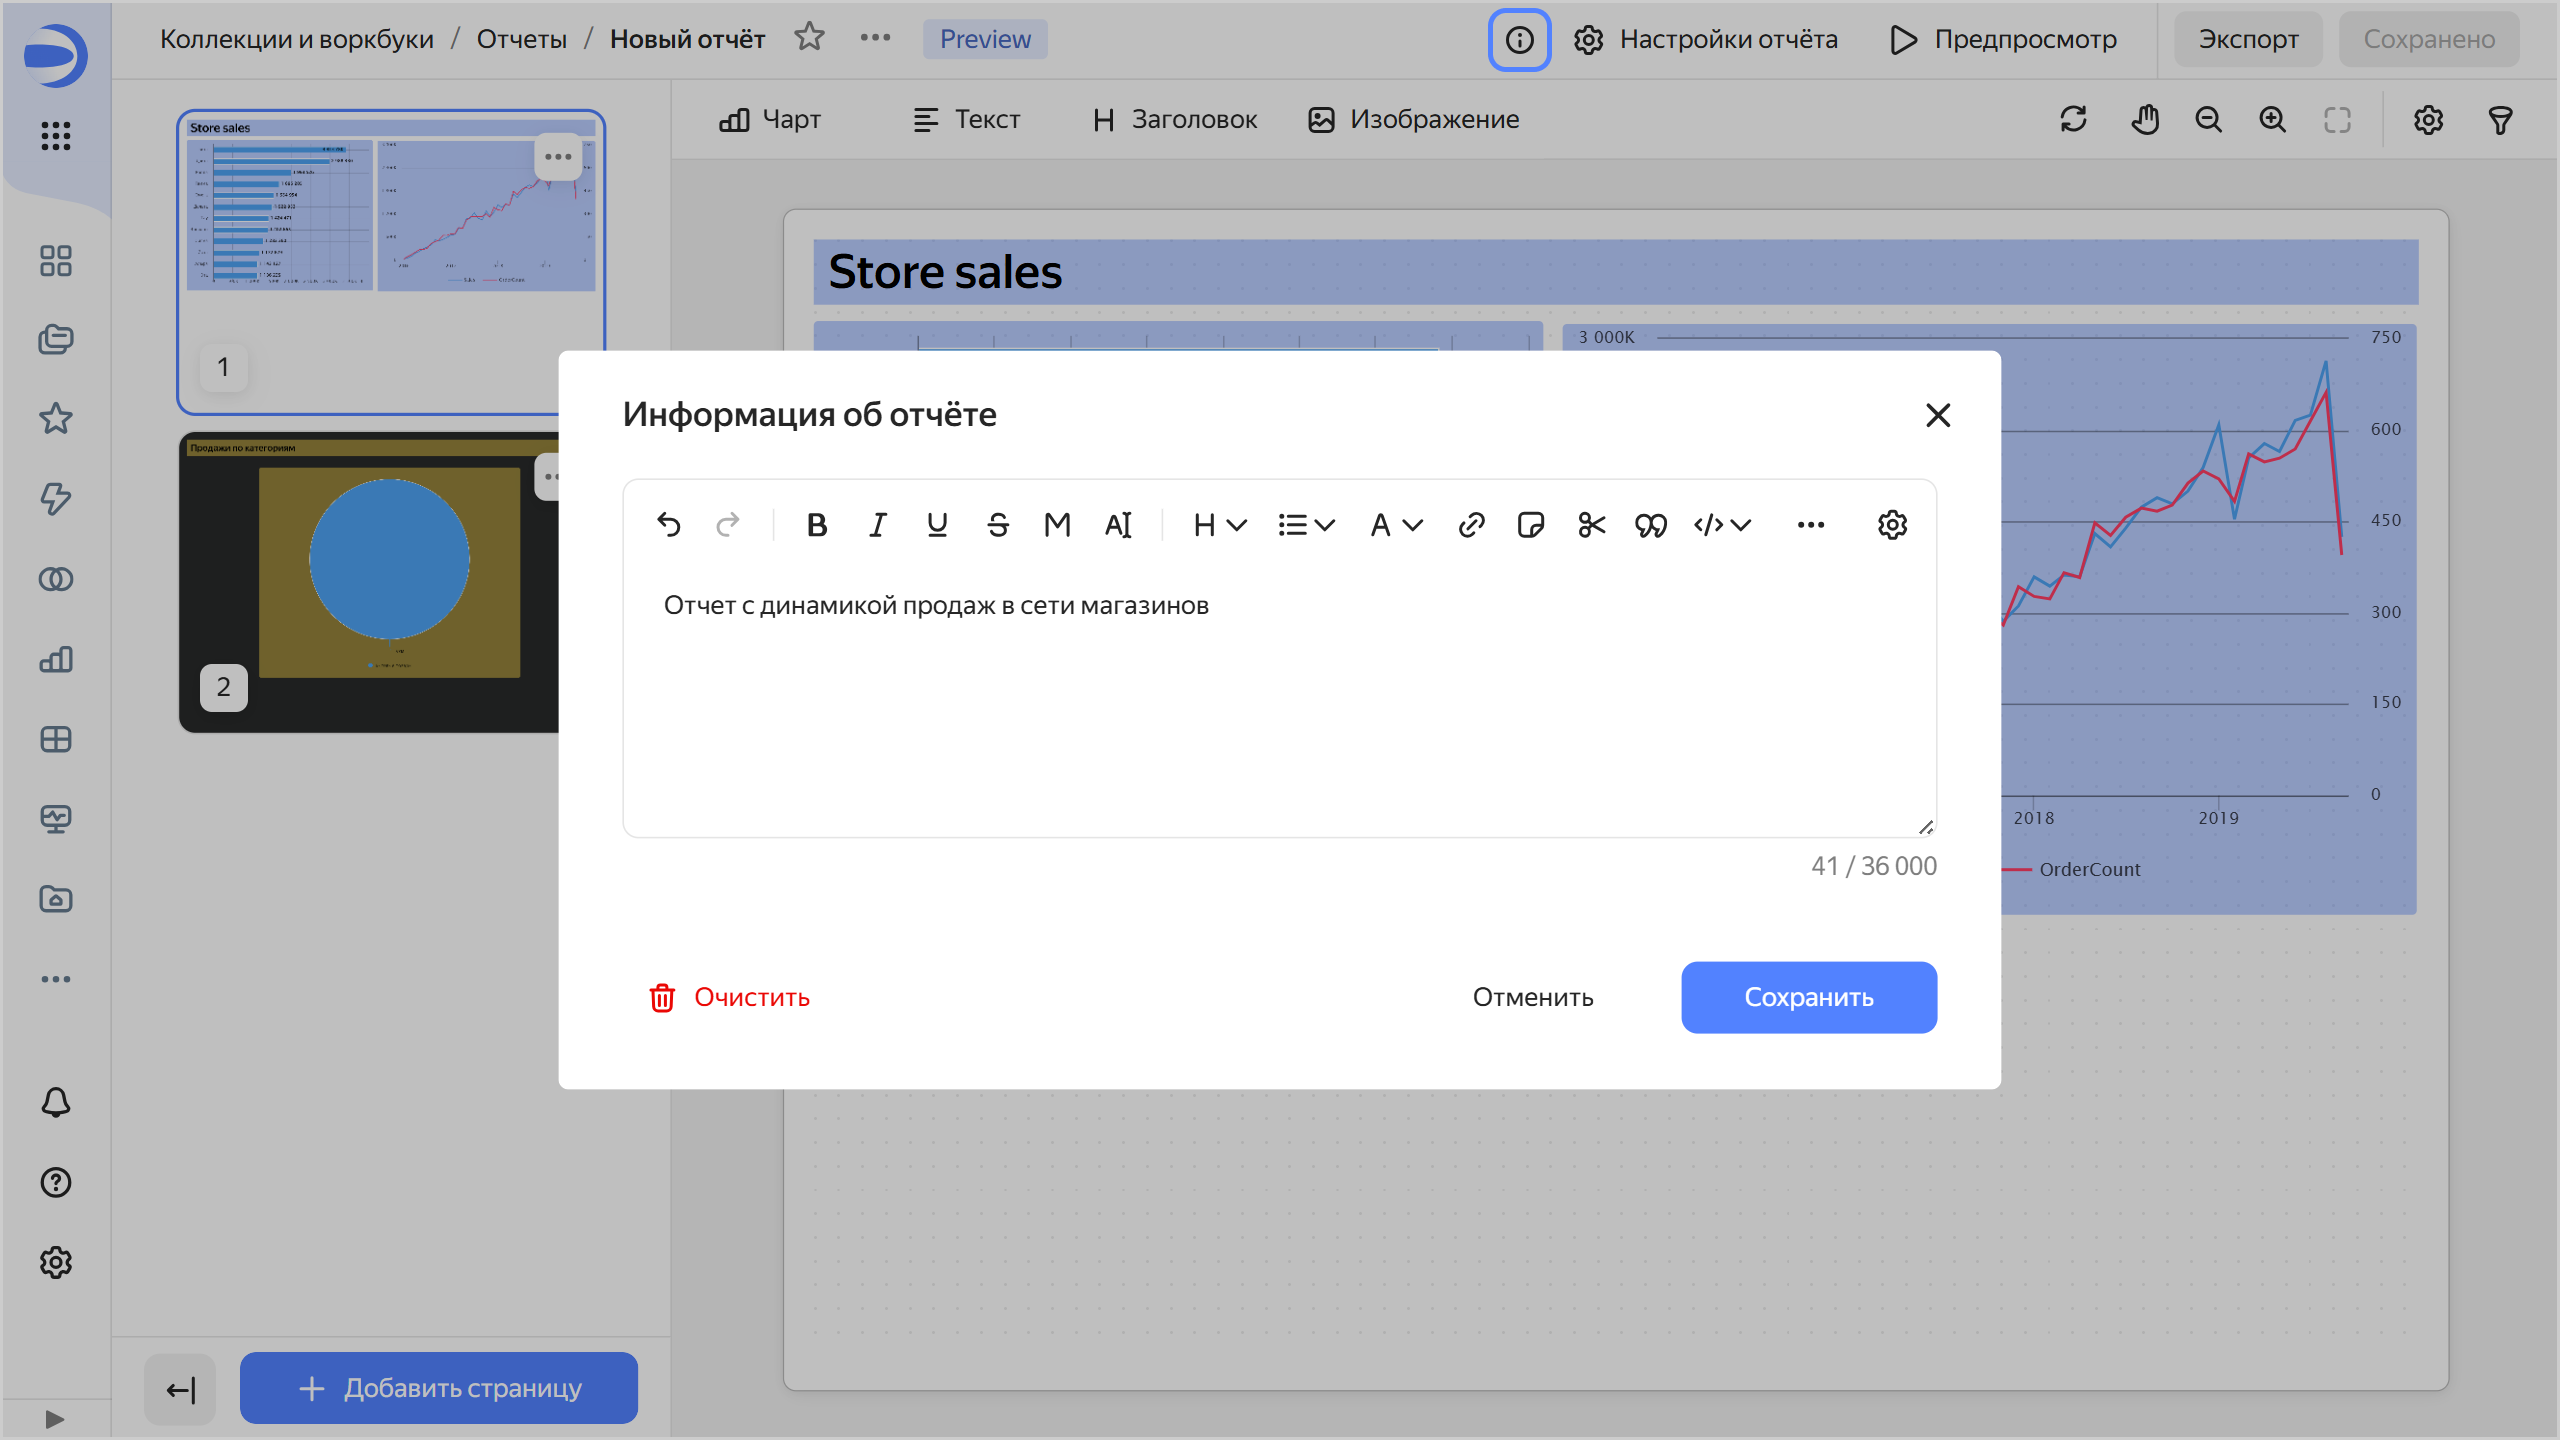 Коллекции и воркбуки / Отчеты / Новый отчёт
Preview
Настройки отчёта
Предпросмотр
Экспорт
Сохранено
Чарт
Текст
Заголовок
Изображение
Store sales
1
Продажи по категориям
2
Store sales
3 000K
750
600
450
300
150
0
2018
2019
OrderCount
Информация об отчёте
Отчет с динамикой продаж в сети магазинов
41 / 36 000
Очистить
Отменить
Сохранить
Добавить страницу